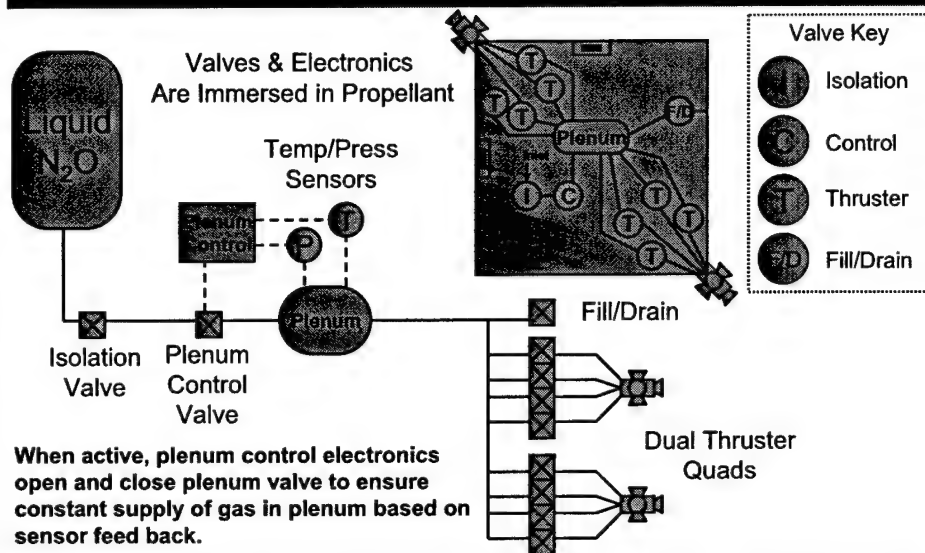 Valves & Electronics
Are Immersed in Propellant
Liquid
N₂O
Temp/Press
Sensors
Plenum
Control
T
P
Plenum
Isolation
Valve
Plenum
Control
Valve
Fill/Drain
Dual Thruster
Quads
When active, plenum control electronics
open and close plenum valve to ensure
constant supply of gas in plenum based on
sensor feed back.
T
T
T
T
F/D
Plenum
I
C
T
T
T
T
Valve Key
I Isolation
C Control
T Thruster
F/D Fill/Drain